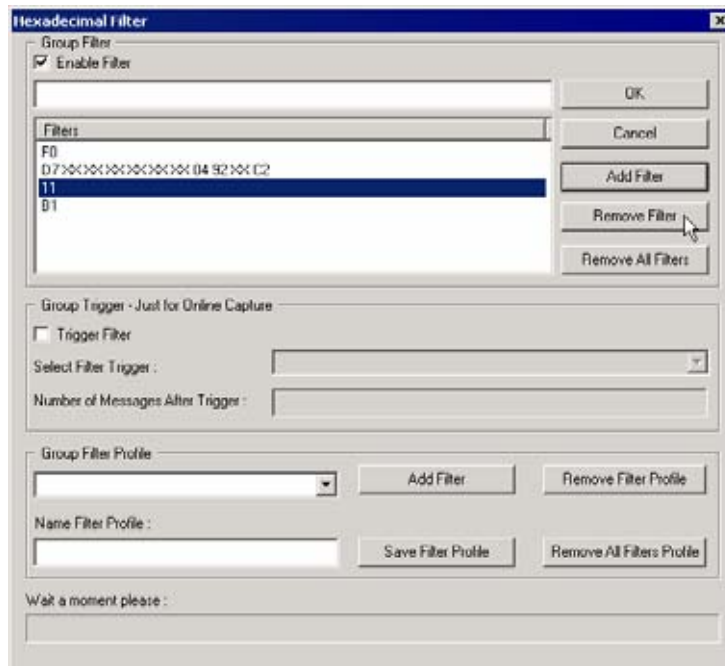 Hexadecimal Filter
Group Filter
Enable Filter
OK
Filters
Cancel
F0
D7 XX XX XX XX XX XX XX 04 92 XX C2
11
B1
Add Filter
Remove Filter
Remove All Filters
Group Trigger - Just for Online Capture
Trigger Filter
Select Filter Trigger :
Number of Messages After Trigger :
Group Filter Profile
Add Filter
Remove Filter Profile
Name Filter Profile :
Save Filter Profile
Remove All Filters Profile
Wait a moment please :